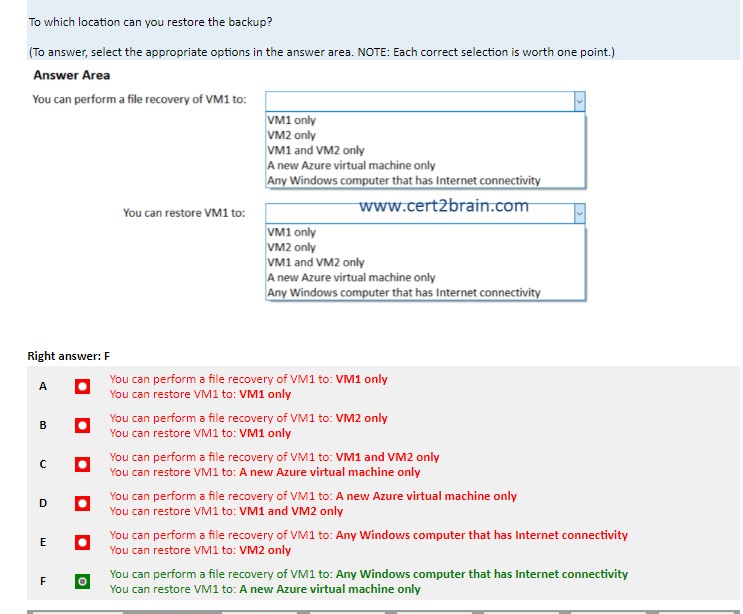 To which location can you restore the backup?
(To answer, select the appropriate options in the answer area. NOTE: Each correct selection is worth one point.)
Answer Area
You can perform a file recovery of VM1 to:
VM1 only
VM2 only
VM1 and VM2 only
A new Azure virtual machine only
Any Windows computer that has Internet connectivity
www.cert2brain.com
You can restore VM1 to:
VM1 only
VM2 only
VM1 and VM2 only
A new Azure virtual machine only
Any Windows computer that has Internet connectivity
Right answer: F
A
You can perform a file recovery of VM1 to: VM1 only
You can restore VM1 to: VM1 only
B
You can perform a file recovery of VM1 to: VM2 only
You can restore VM1 to: VM1 only
C
You can perform a file recovery of VM1 to: VM1 and VM2 only
You can restore VM1 to: A new Azure virtual machine only
D
You can perform a file recovery of VM1 to: A new Azure virtual machine only
You can restore VM1 to: VM1 and VM2 only
E
You can perform a file recovery of VM1 to: Any Windows computer that has Internet connectivity
You can restore VM1 to: VM2 only
F
You can perform a file recovery of VM1 to: Any Windows computer that has Internet connectivity
You can restore VM1 to: A new Azure virtual machine only